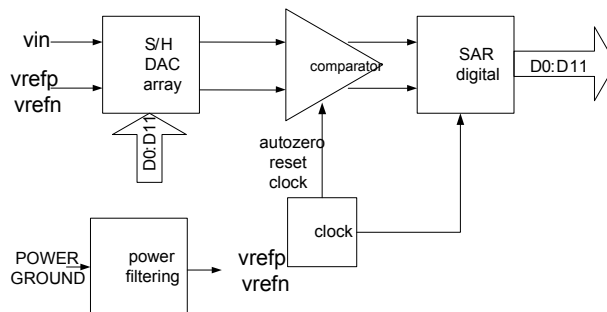 vin
vrefp
vrefn
S/H
DAC
array
D0:D11
comparator
SAR
digital
D0:D11
autozero
reset
clock
clock
POWER
GROUND
power
filtering
vrefp
vrefn